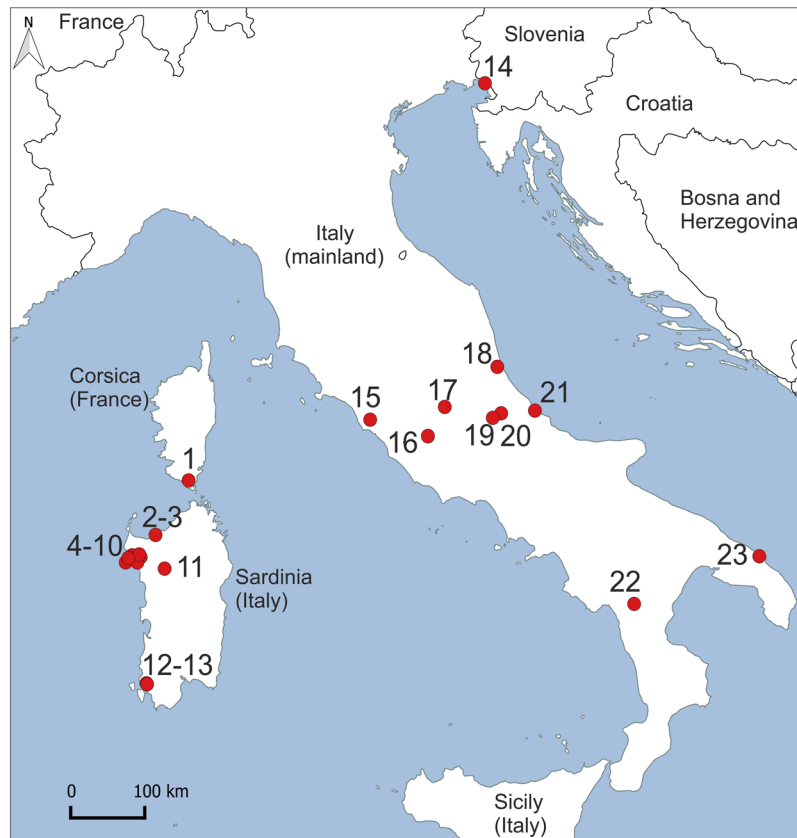 N
France
Slovenia
14
Croatia
Bosna and
Herzegovina
Italy
(mainland)
18
Corsica
(France)
15
17
21
16
19 20
1
2-3
4-10
11
Sardinia
(Italy)
23
22
12-13
0 100 km
Sicily
(Italy)